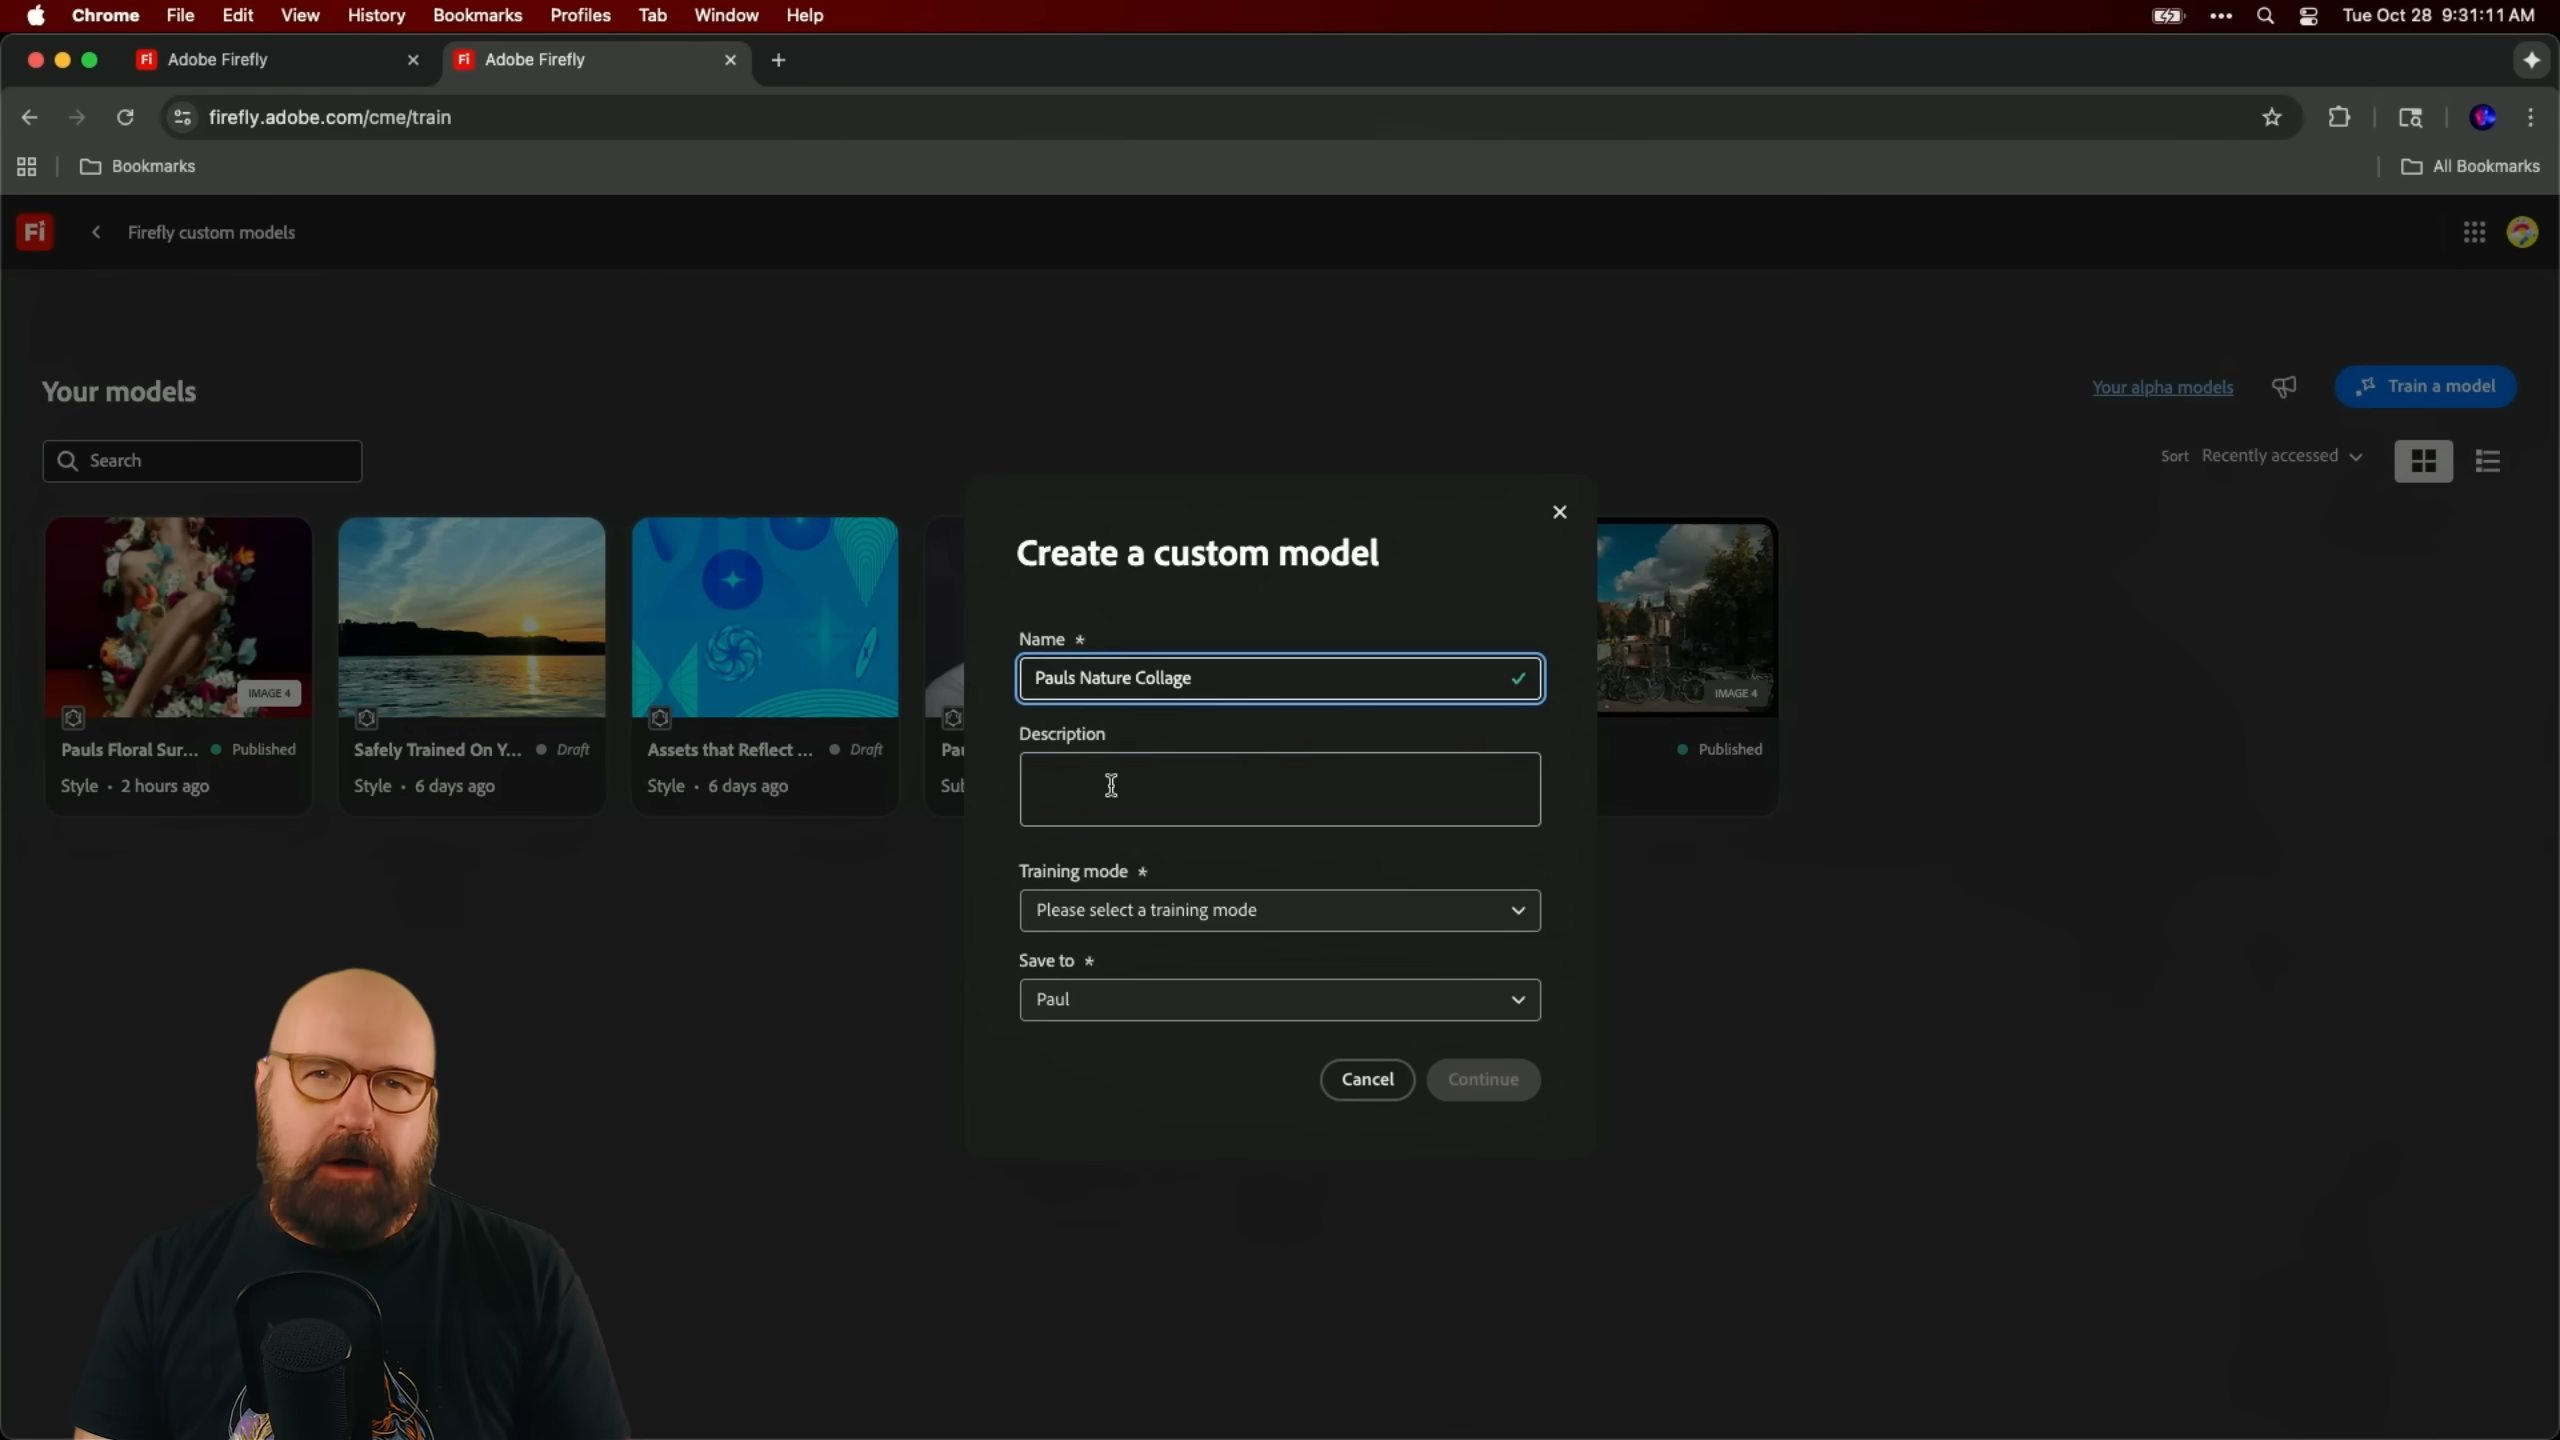 Chrome File Edit View History Bookmarks Profiles Tab Window Help
Tue Oct 28 9:31:11 AM
Fi Adobe Firefly
Fi Adobe Firefly
firefly.adobe.com/cme/train
Bookmarks
All Bookmarks
Fi Firefly custom models
Your models
Your alpha models
Train a model
Search
Sort Recently accessed
IMAGE 4
IMAGE 4
Pauls Floral Sur... Published
Style • 2 hours ago
Safely Trained On Y... Draft
Style • 6 days ago
Assets that Reflect ... Draft
Style • 6 days ago
Pau
Sub
Published
Create a custom model
Name *
Pauls Nature Collage
Description
Training mode *
Please select a training mode
Save to *
Paul
Cancel
Continue